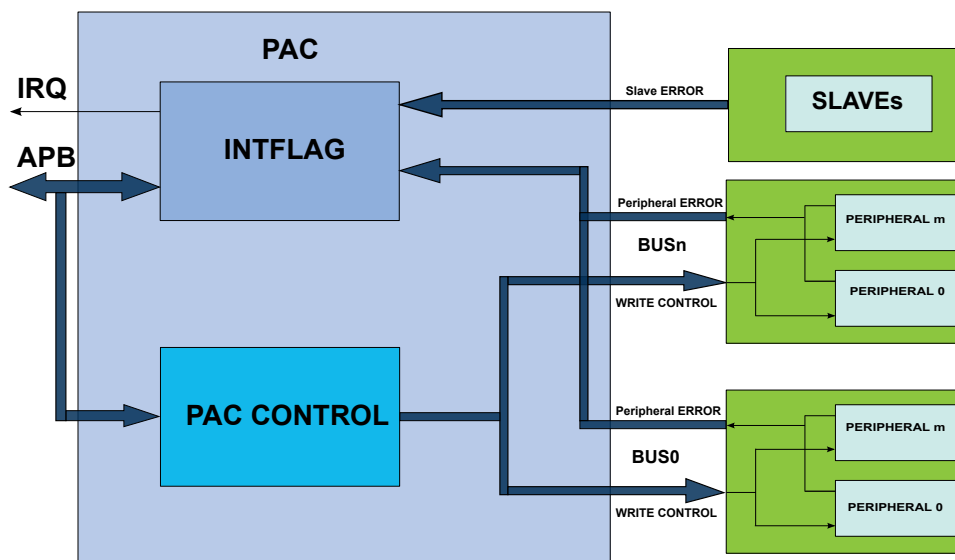 PAC
IRQ
Slave ERROR
SLAVEs
INTFLAG
APB
Peripheral ERROR
PERIPHERAL m
BUSn
PERIPHERAL 0
WRITE CONTROL
PAC CONTROL
Peripheral ERROR
PERIPHERAL m
BUS0
PERIPHERAL 0
WRITE CONTROL